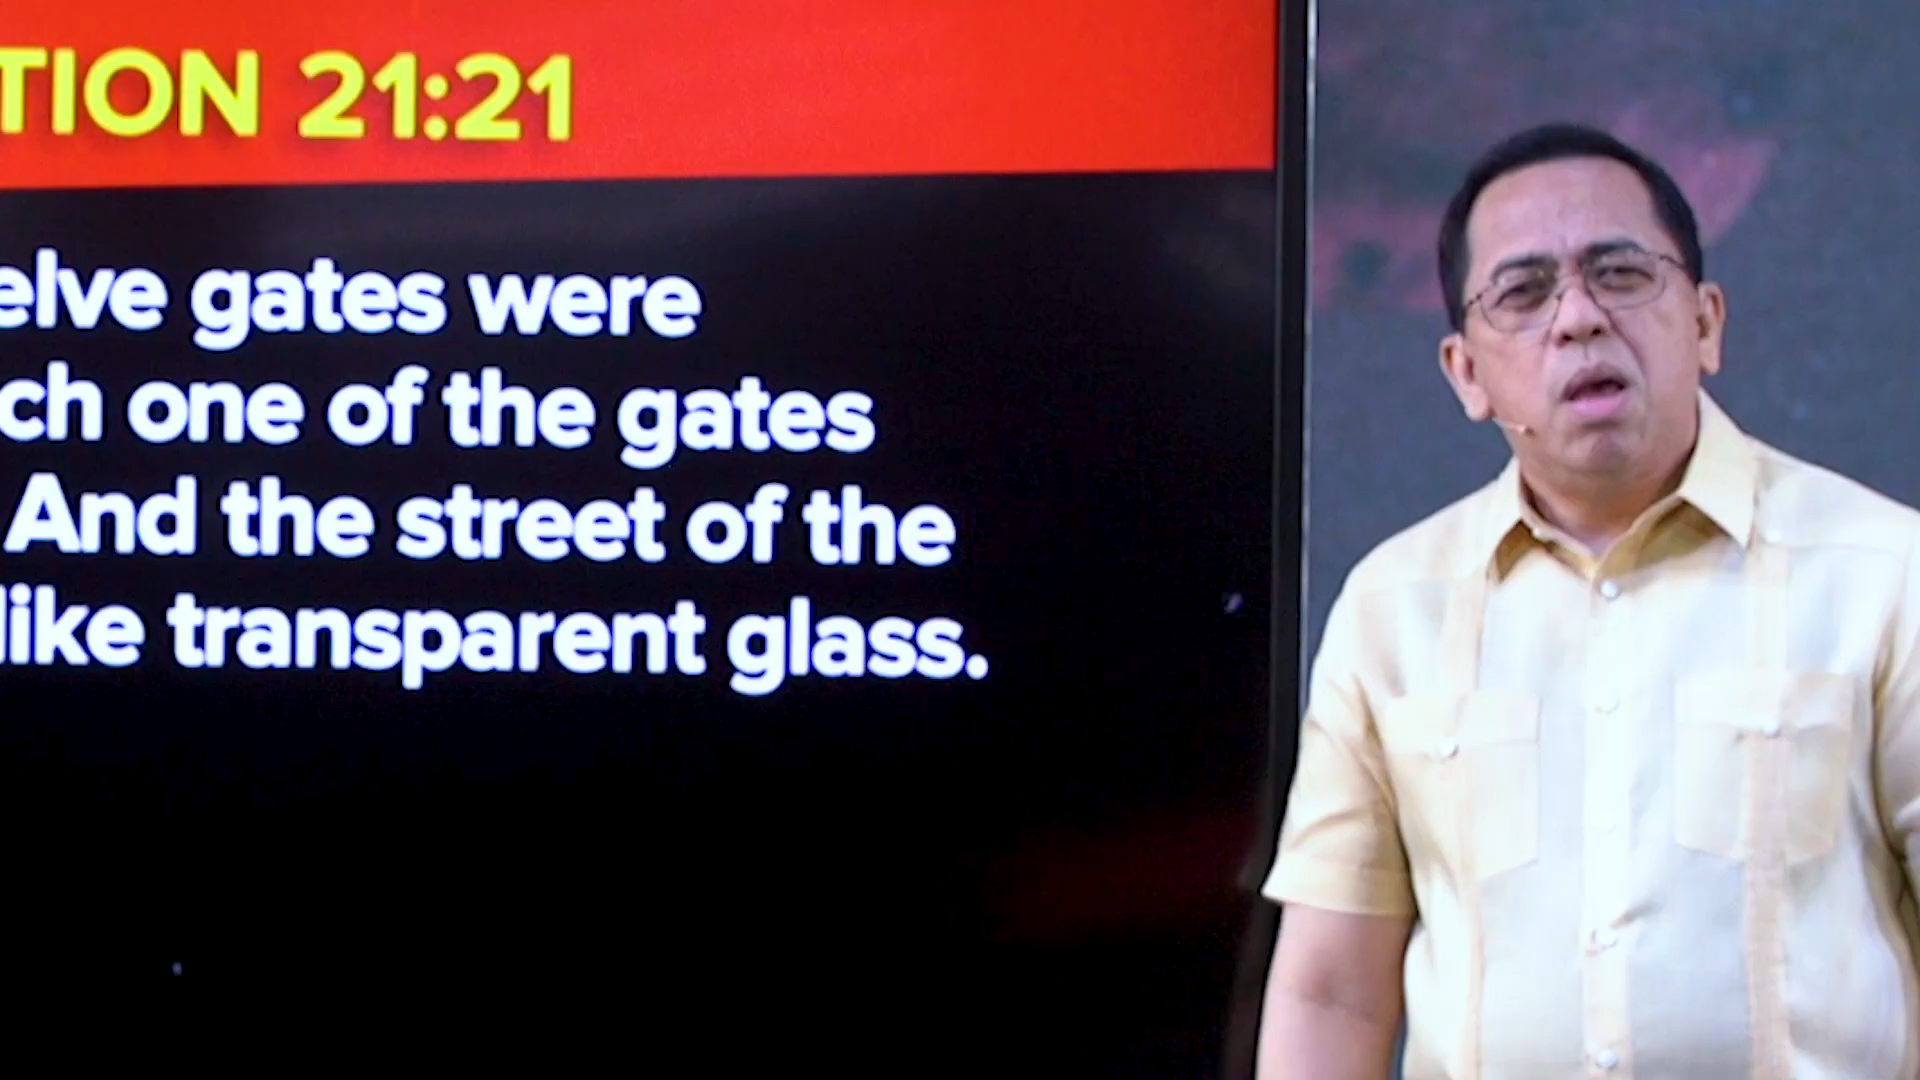 TION 21:21
elve gates were
ch one of the gates
And the street of the
like transparent glass.